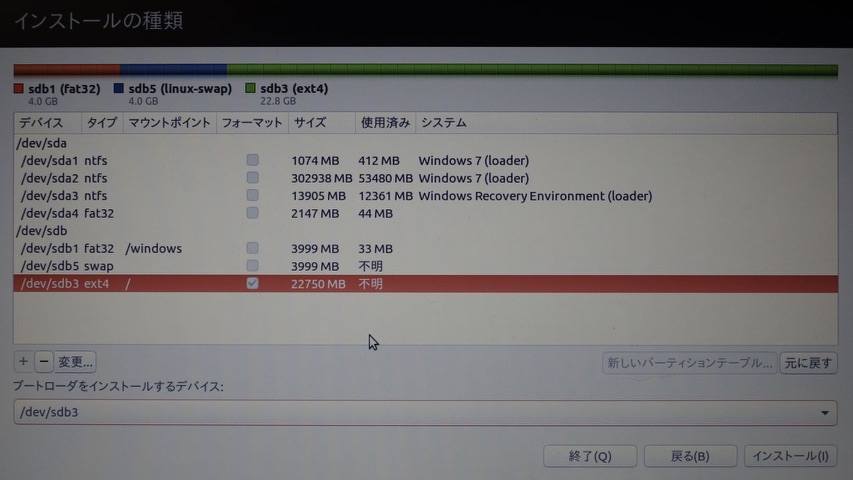 インストールの種類
sdb1 (fat32) sdb5 (linux-swap) sdb3 (ext4)
4.0 GB 4.0 GB 22.8 GB
デバイス タイプ マウントポイント フォーマット サイズ 使用済み システム
/dev/sda
/dev/sda1 ntfs 1074 MB 412 MB Windows 7 (loader)
/dev/sda2 ntfs 302938 MB 53480 MB Windows 7 (loader)
/dev/sda3 ntfs 13905 MB 12361 MB Windows Recovery Environment (loader)
/dev/sda4 fat32 2147 MB 44 MB
/dev/sdb
/dev/sdb1 fat32 /windows 3999 MB 33 MB
/dev/sdb5 swap 3999 MB 不明
/dev/sdb3 ext4 / 22750 MB 不明
+ − 変更... 新しいパーティションテーブル... 元に戻す
ブートローダをインストールするデバイス:
/dev/sdb3
終了(Q) 戻る(B) インストール(I)